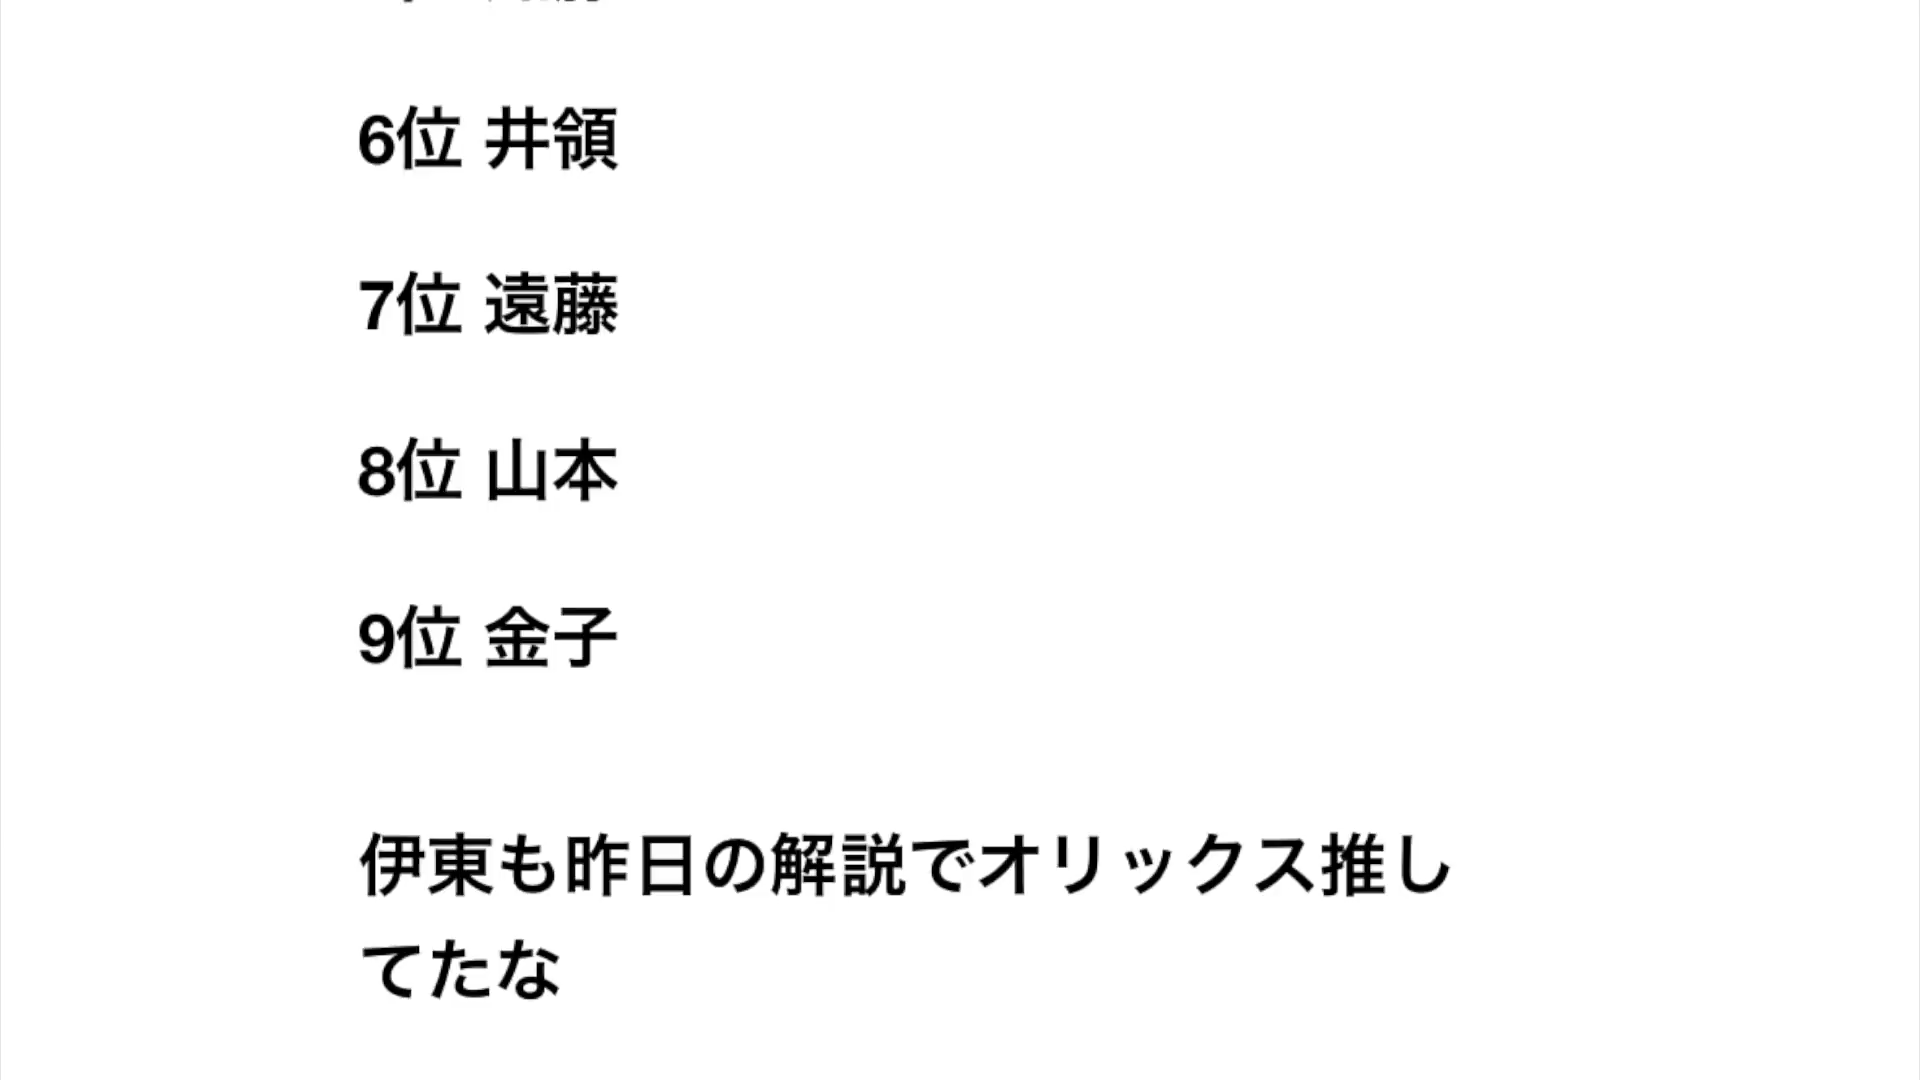 6位 井領
7位 遠藤
8位 山本
9位 金子
伊東も昨日の解説でオリックス推し
てたな